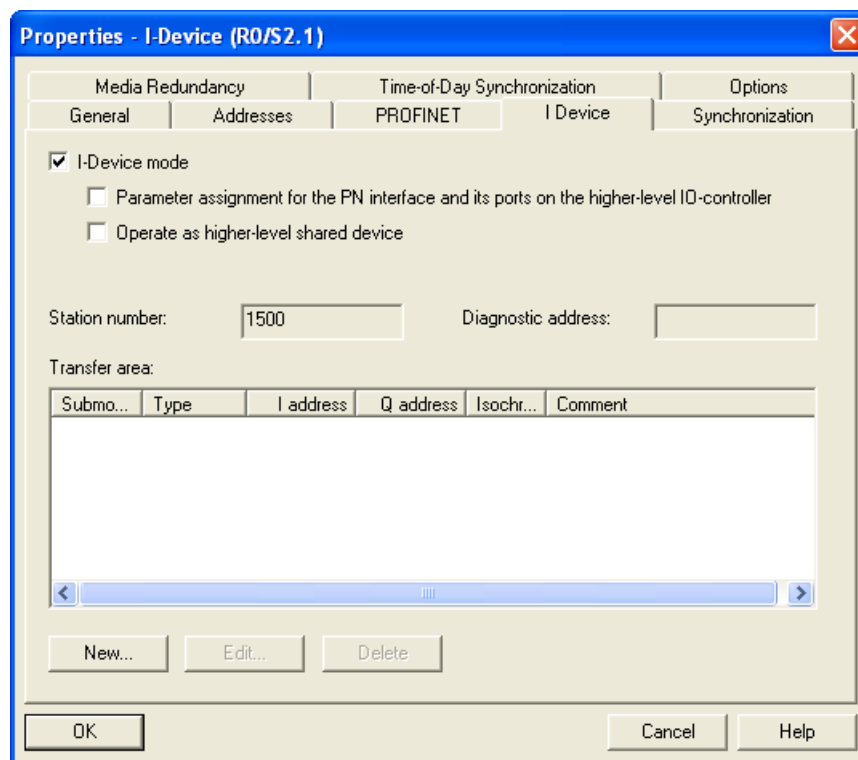 Properties - I-Device (R0/S2.1)
Media Redundancy Time-of-Day Synchronization Options
General Addresses PROFINET I Device Synchronization
I-Device mode
Parameter assignment for the PN interface and its ports on the higher-level IO-controller
Operate as higher-level shared device
Station number: 1500 Diagnostic address:
Transfer area:
Submo... Type I address Q address Isochr... Comment
New... Edit... Delete
OK Cancel Help